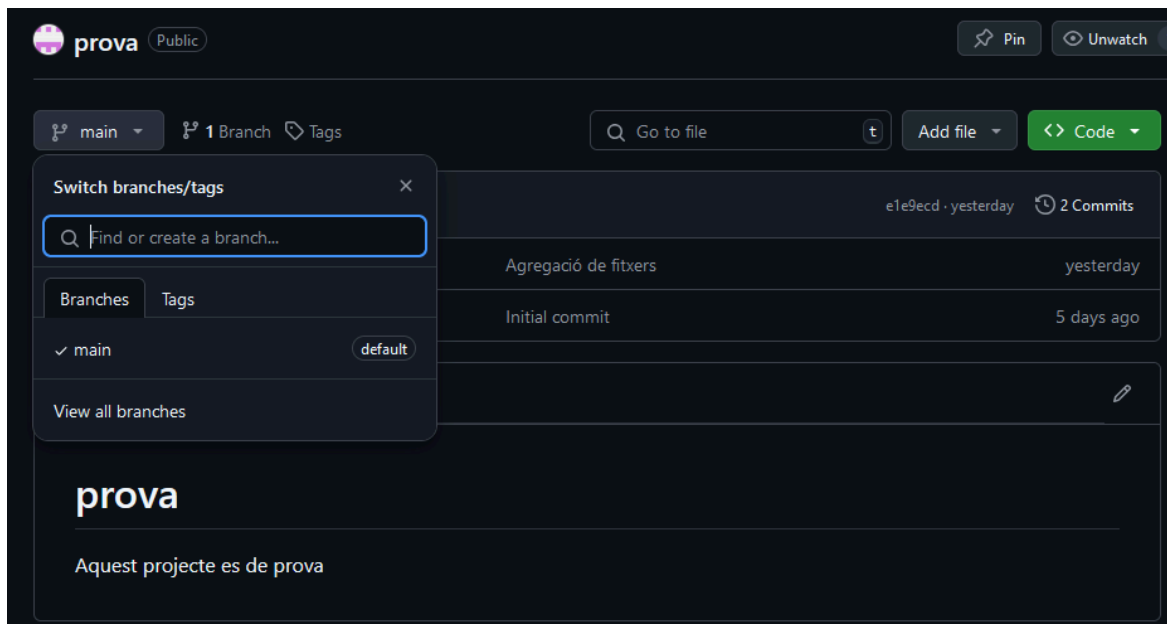 prova Public Pin Unwatch
main 1 Branch Tags Go to file t Add file Code
Switch branches/tags
e1e9ecd · yesterday 2 Commits
Find or create a branch...
Agregació de fitxers yesterday
Branches Tags
Initial commit 5 days ago
main default
View all branches
prova
Aquest projecte es de prova